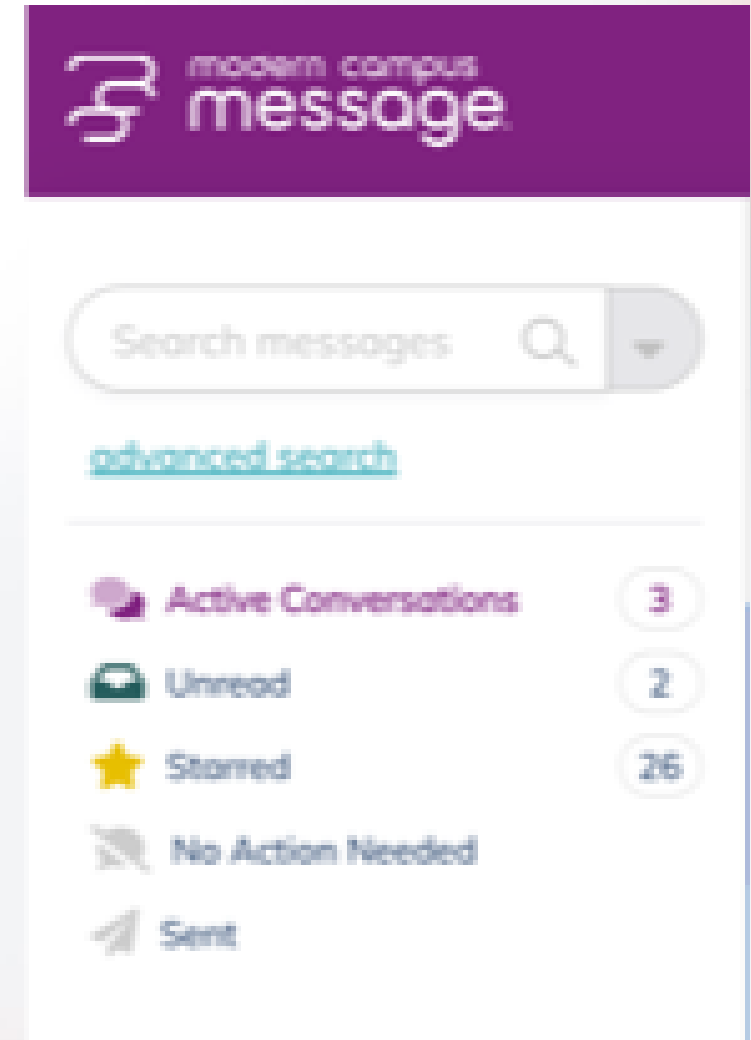 modern campus
message
Search messages
advanced search
Active Conversations 3
Unread 2
Starred 26
No Action Needed
Sent